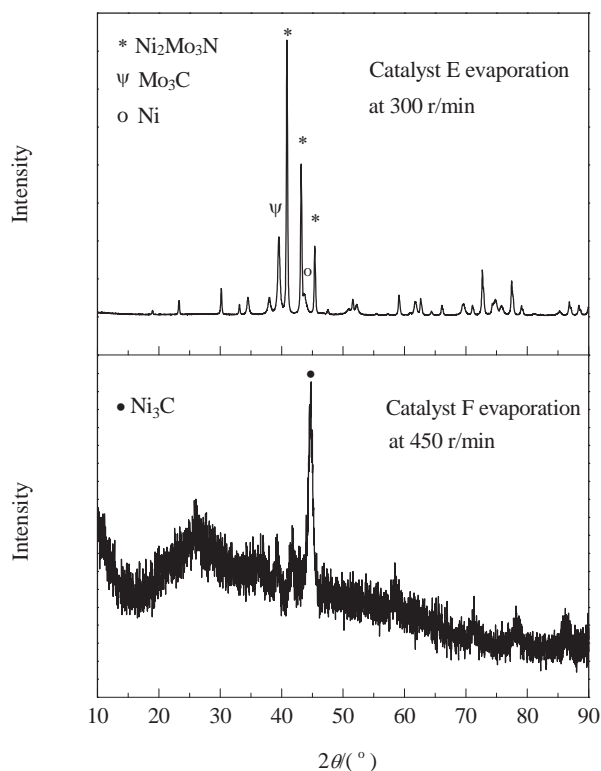 * Ni₂Mo₃N
ψ Mo₃C
o Ni
Catalyst E evaporation
at 300 r/min
*
*
*
ψ
o
Intensity
• Ni₃C
•
Catalyst F evaporation
at 450 r/min
Intensity
10 20 30 40 50 60 70 80 90
2θ/( º )